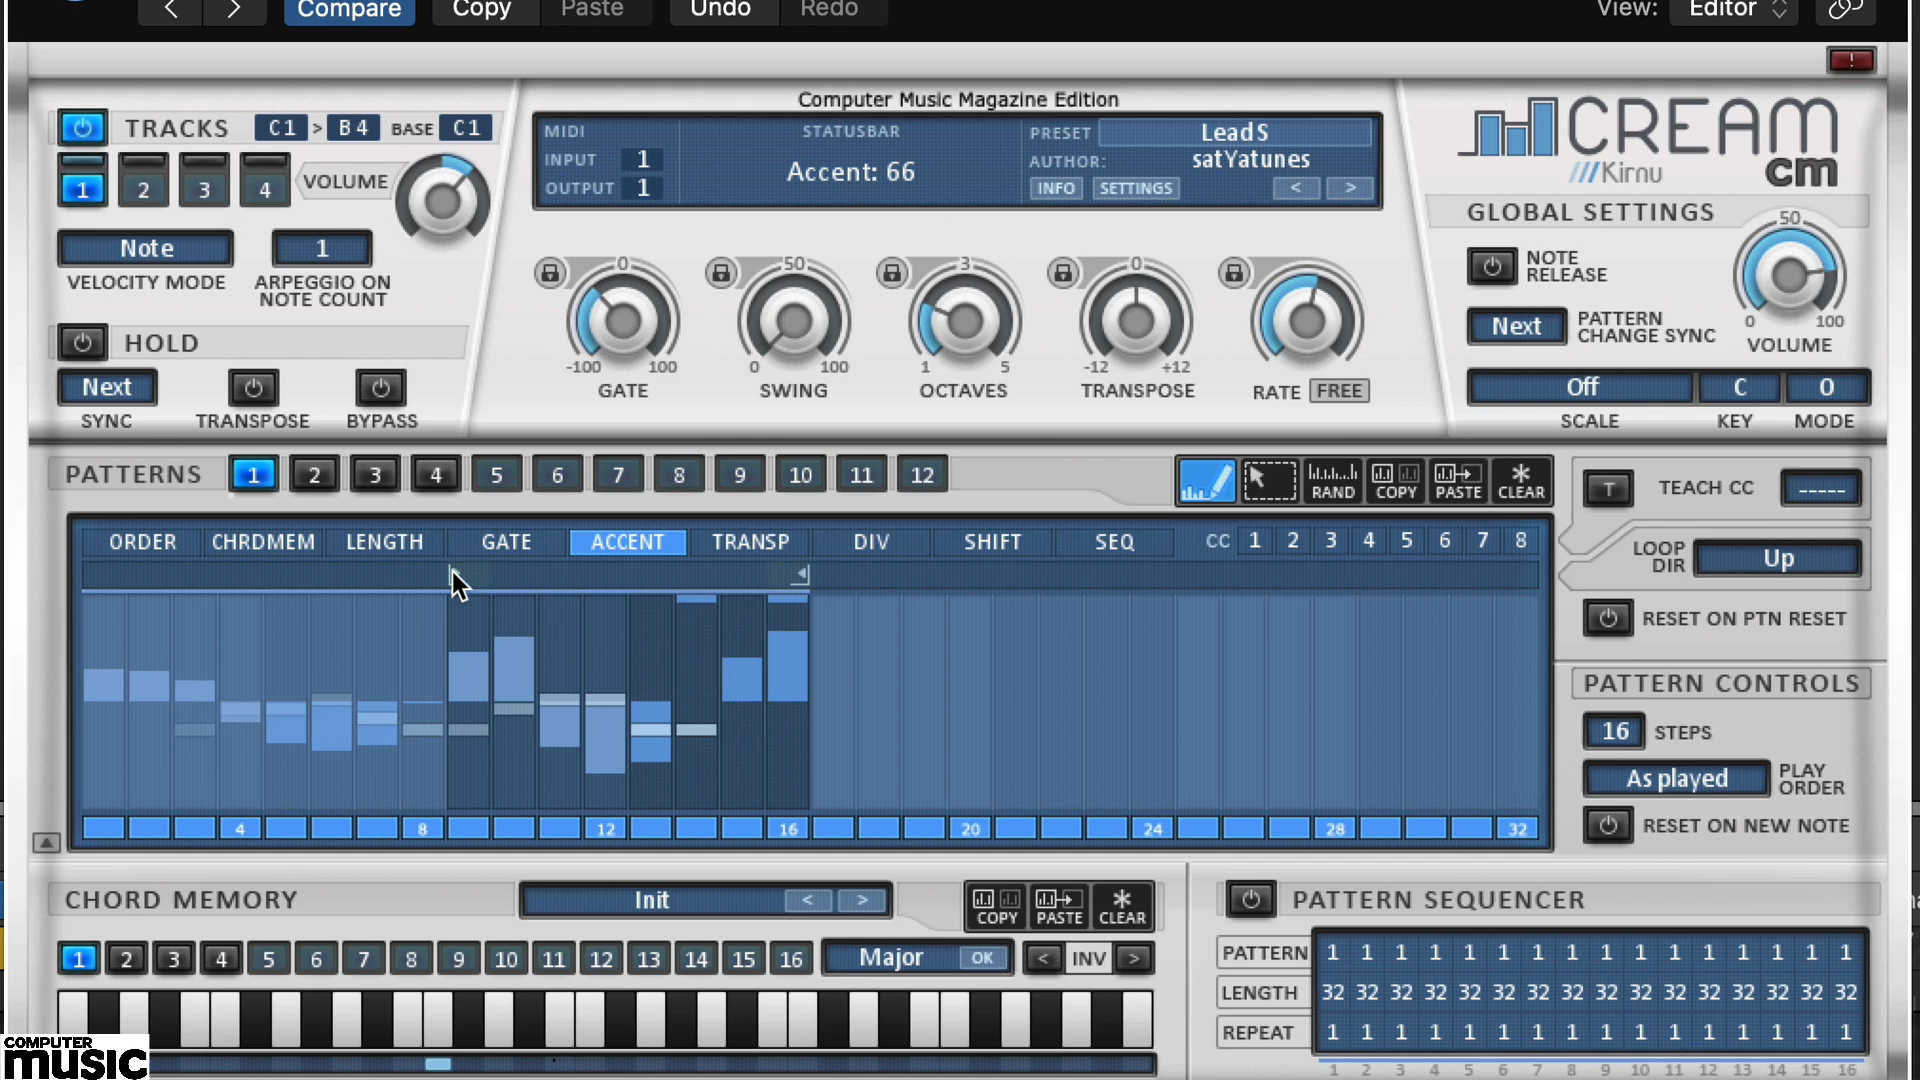 Compare Copy Paste Undo Redo View: Editor
!
Computer Music Magazine Edition
TRACKS C1 > B4 BASE C1
1 2 3 4 VOLUME
Note 1
VELOCITY MODE ARPEGGIO ON
NOTE COUNT
HOLD
Next
SYNC TRANSPOSE BYPASS
MIDI STATUSBAR PRESET Lead S
INPUT 1 Accent: 66 AUTHOR: satYatunes
OUTPUT 1 INFO SETTINGS < >
0 50 3 0
-100 100 0 100 1 5 -12 +12
GATE SWING OCTAVES TRANSPOSE RATE FREE
CREAM
///Kirnu cm
GLOBAL SETTINGS
NOTE
RELEASE
50
0 100
VOLUME
Next PATTERN
CHANGE SYNC
Off C 0
SCALE KEY MODE
PATTERNS 1 2 3 4 5 6 7 8 9 10 11 12
RAND COPY PASTE CLEAR
T TEACH CC -----
ORDER CHRDMEM LENGTH GATE ACCENT TRANSP DIV SHIFT SEQ CC 1 2 3 4 5 6 7 8
LOOP
DIR Up
RESET ON PTN RESET
PATTERN CONTROLS
16 STEPS
As played PLAY
ORDER
RESET ON NEW NOTE
4 8 12 16 20 24 28 32
CHORD MEMORY Init < >
COPY PASTE CLEAR
1 2 3 4 5 6 7 8 9 10 11 12 13 14 15 16 Major OK < INV >
PATTERN SEQUENCER
PATTERN 1 1 1 1 1 1 1 1 1 1 1 1 1 1 1 1
LENGTH 32 32 32 32 32 32 32 32 32 32 32 32 32 32 32 32
REPEAT 1 1 1 1 1 1 1 1 1 1 1 1 1 1 1 1
1 2 3 4 5 6 7 8 9 10 11 12 13 14 15 16
COMPUTER
music